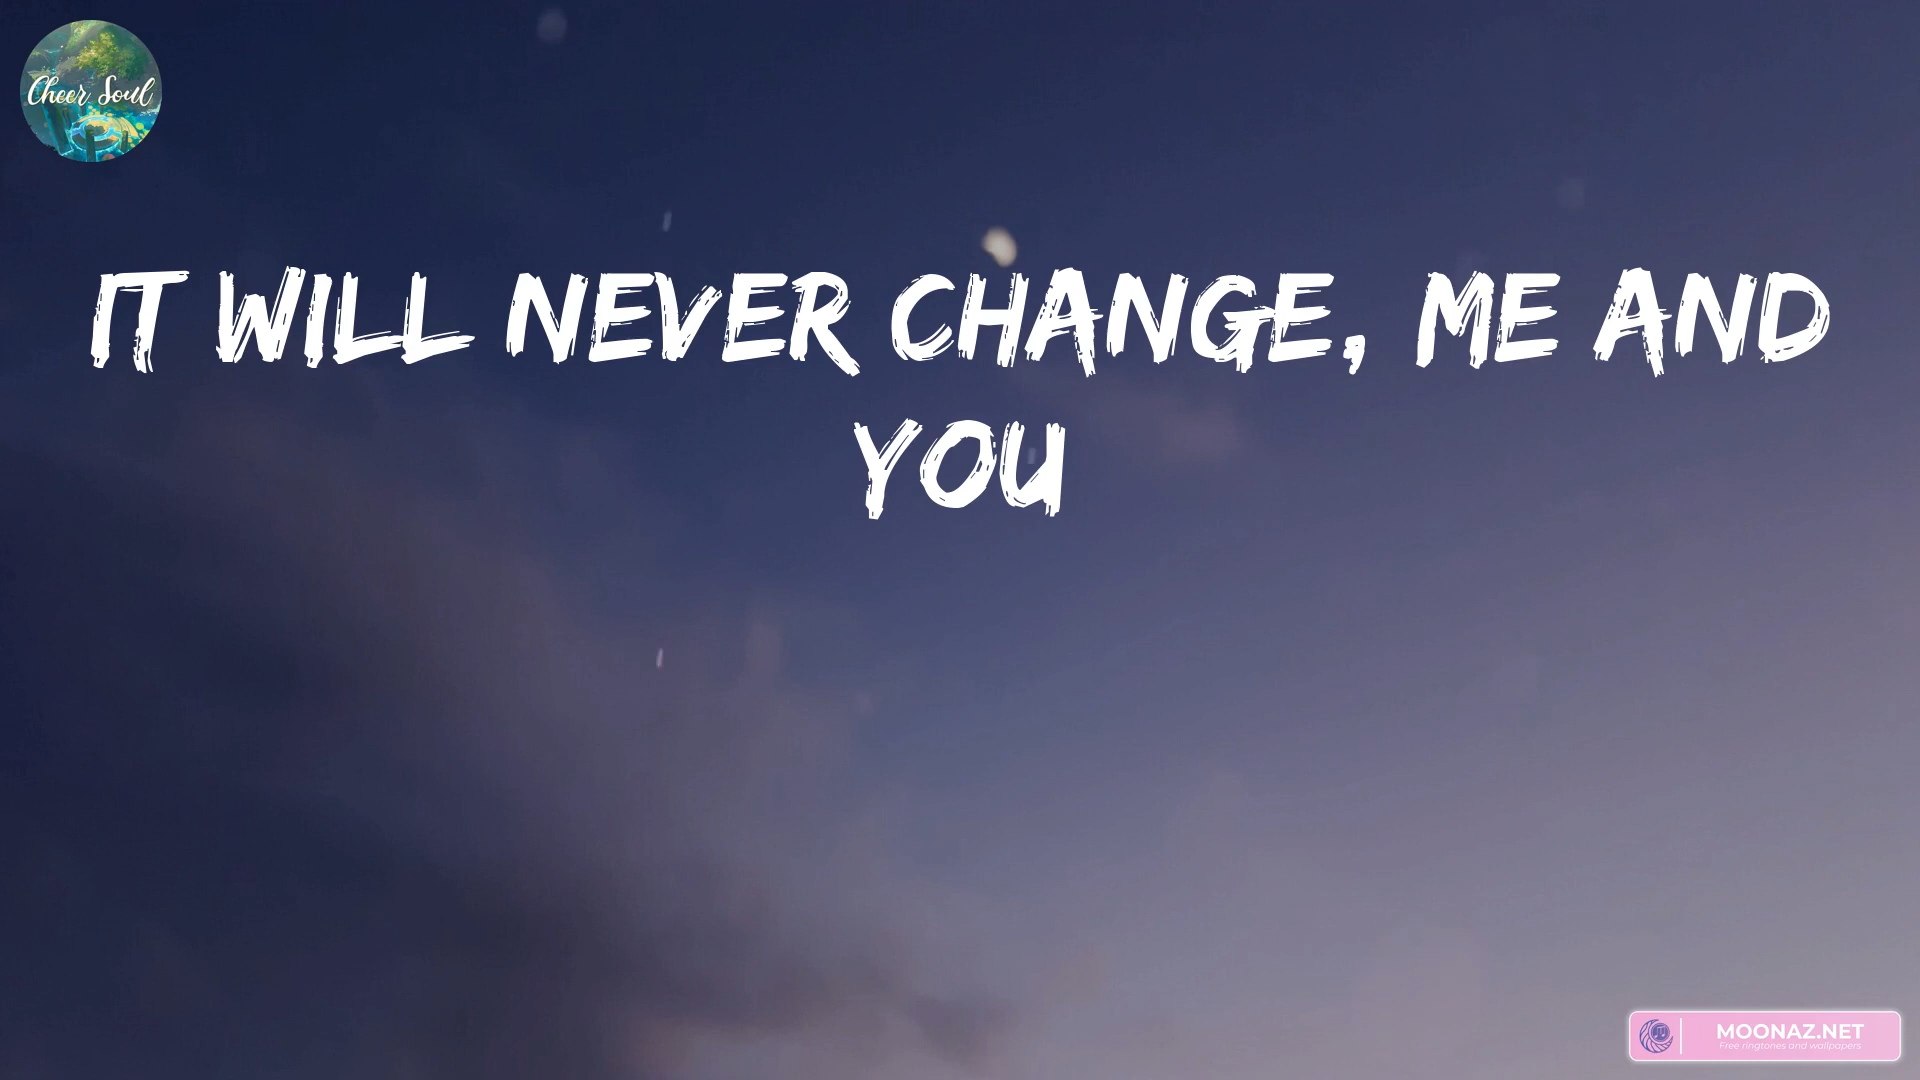 Cheer Soul
IT WILL NEVER CHANGE, ME AND
YOU
MOONAZ.NET
Free ringtones and wallpapers